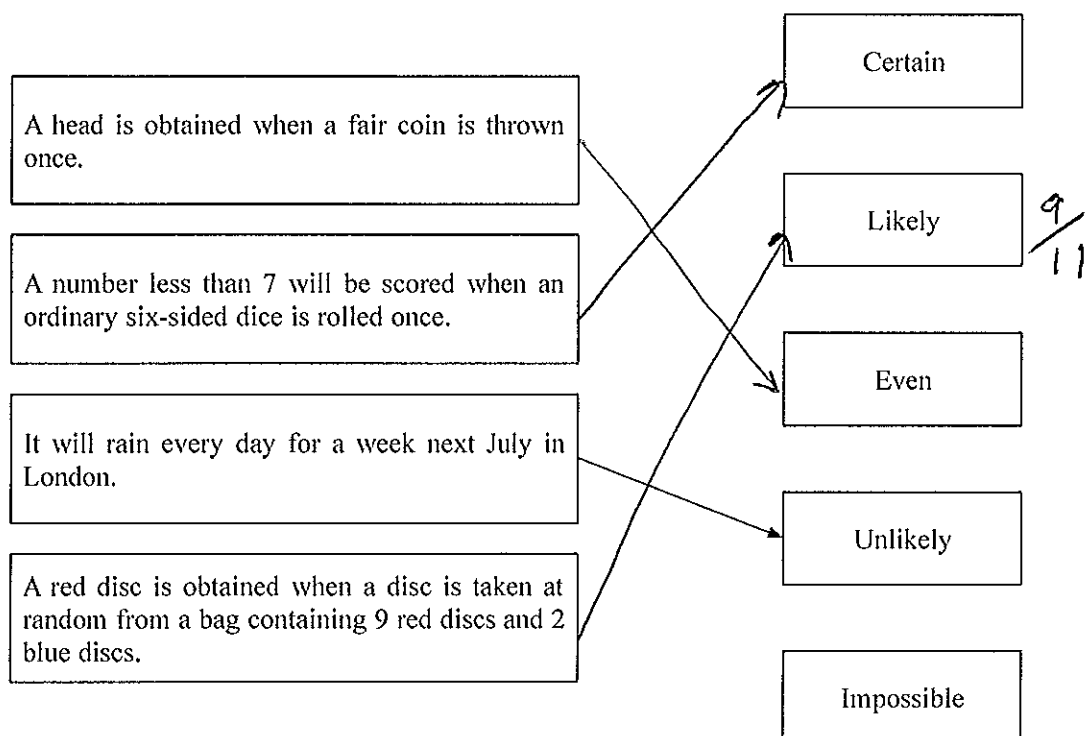 A head is obtained when a fair coin is thrown
once.
A number less than 7 will be scored when an
ordinary six-sided dice is rolled once.
It will rain every day for a week next July in
London.
A red disc is obtained when a disc is taken at
random from a bag containing 9 red discs and 2
blue discs.
Certain
Likely
9/11
Even
Unlikely
Impossible